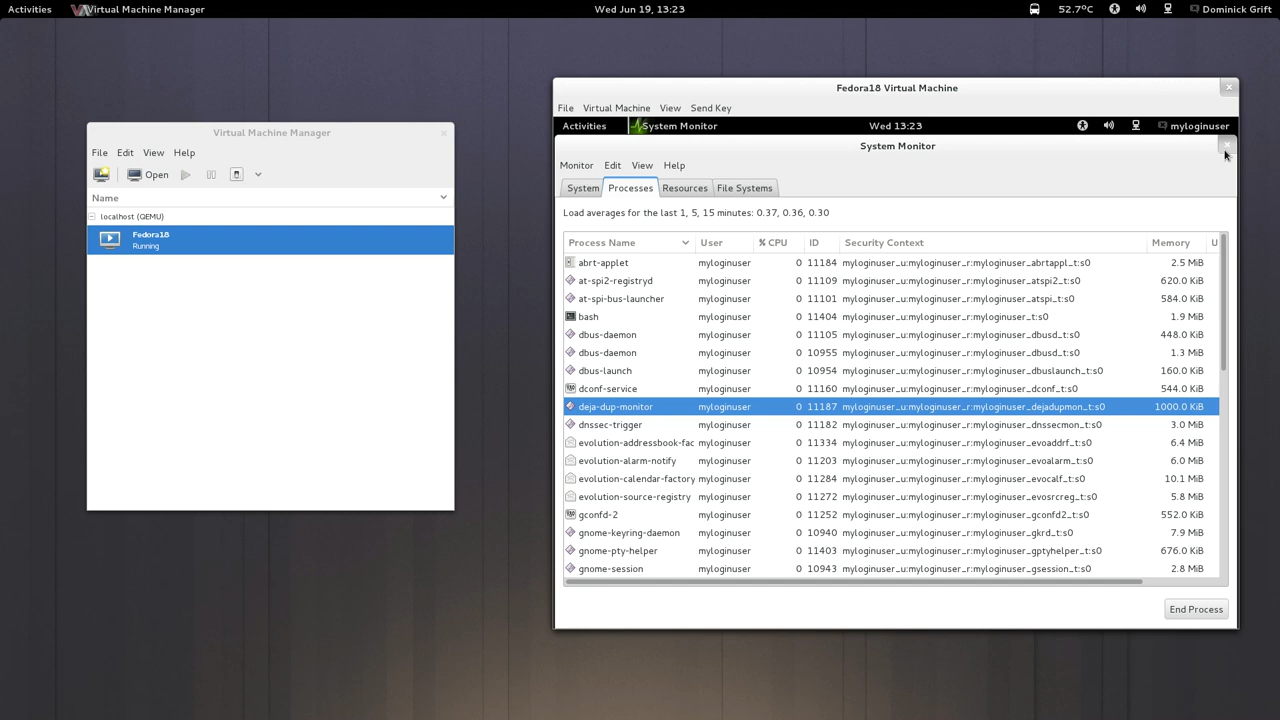 Activities Virtual Machine Manager Wed Jun 19, 13:23 52.7°C Dominick Grift
Virtual Machine Manager
File Edit View Help
Open
Name
localhost (QEMU)
Fedora18
Running
Fedora18 Virtual Machine
File Virtual Machine View Send Key
Activities System Monitor Wed 13:23 myloginuser
System Monitor
Monitor Edit View Help
System Processes Resources File Systems
Load averages for the last 1, 5, 15 minutes: 0.37, 0.36, 0.30
Process Name User % CPU ID Security Context Memory U
abrt-applet myloginuser 0 11184 myloginuser_u:myloginuser_r:myloginuser_abrtappl_t:s0 2.5 MiB
at-spi2-registryd myloginuser 0 11109 myloginuser_u:myloginuser_r:myloginuser_atspi2_t:s0 620.0 KiB
at-spi-bus-launcher myloginuser 0 11101 myloginuser_u:myloginuser_r:myloginuser_atspi_t:s0 584.0 KiB
bash myloginuser 0 11404 myloginuser_u:myloginuser_r:myloginuser_t:s0 1.9 MiB
dbus-daemon myloginuser 0 11105 myloginuser_u:myloginuser_r:myloginuser_dbusd_t:s0 448.0 KiB
dbus-daemon myloginuser 0 10955 myloginuser_u:myloginuser_r:myloginuser_dbusd_t:s0 1.3 MiB
dbus-launch myloginuser 0 10954 myloginuser_u:myloginuser_r:myloginuser_dbuslaunch_t:s0 160.0 KiB
dconf-service myloginuser 0 11160 myloginuser_u:myloginuser_r:myloginuser_dconf_t:s0 544.0 KiB
deja-dup-monitor myloginuser 0 11187 myloginuser_u:myloginuser_r:myloginuser_dejadupmon_t:s0 1000.0 KiB
dnssec-trigger myloginuser 0 11182 myloginuser_u:myloginuser_r:myloginuser_dnssecmon_t:s0 3.0 MiB
evolution-addressbook-fac myloginuser 0 11334 myloginuser_u:myloginuser_r:myloginuser_evoaddrf_t:s0 6.4 MiB
evolution-alarm-notify myloginuser 0 11203 myloginuser_u:myloginuser_r:myloginuser_evoalarm_t:s0 6.0 MiB
evolution-calendar-factory myloginuser 0 11284 myloginuser_u:myloginuser_r:myloginuser_evocalf_t:s0 10.1 MiB
evolution-source-registry myloginuser 0 11272 myloginuser_u:myloginuser_r:myloginuser_evosrcreg_t:s0 5.8 MiB
gconfd-2 myloginuser 0 11252 myloginuser_u:myloginuser_r:myloginuser_gconfd2_t:s0 552.0 KiB
gnome-keyring-daemon myloginuser 0 10940 myloginuser_u:myloginuser_r:myloginuser_gkrd_t:s0 7.9 MiB
gnome-pty-helper myloginuser 0 11403 myloginuser_u:myloginuser_r:myloginuser_gptyhelper_t:s0 676.0 KiB
gnome-session myloginuser 0 10943 myloginuser_u:myloginuser_r:myloginuser_gsession_t:s0 2.8 MiB
End Process